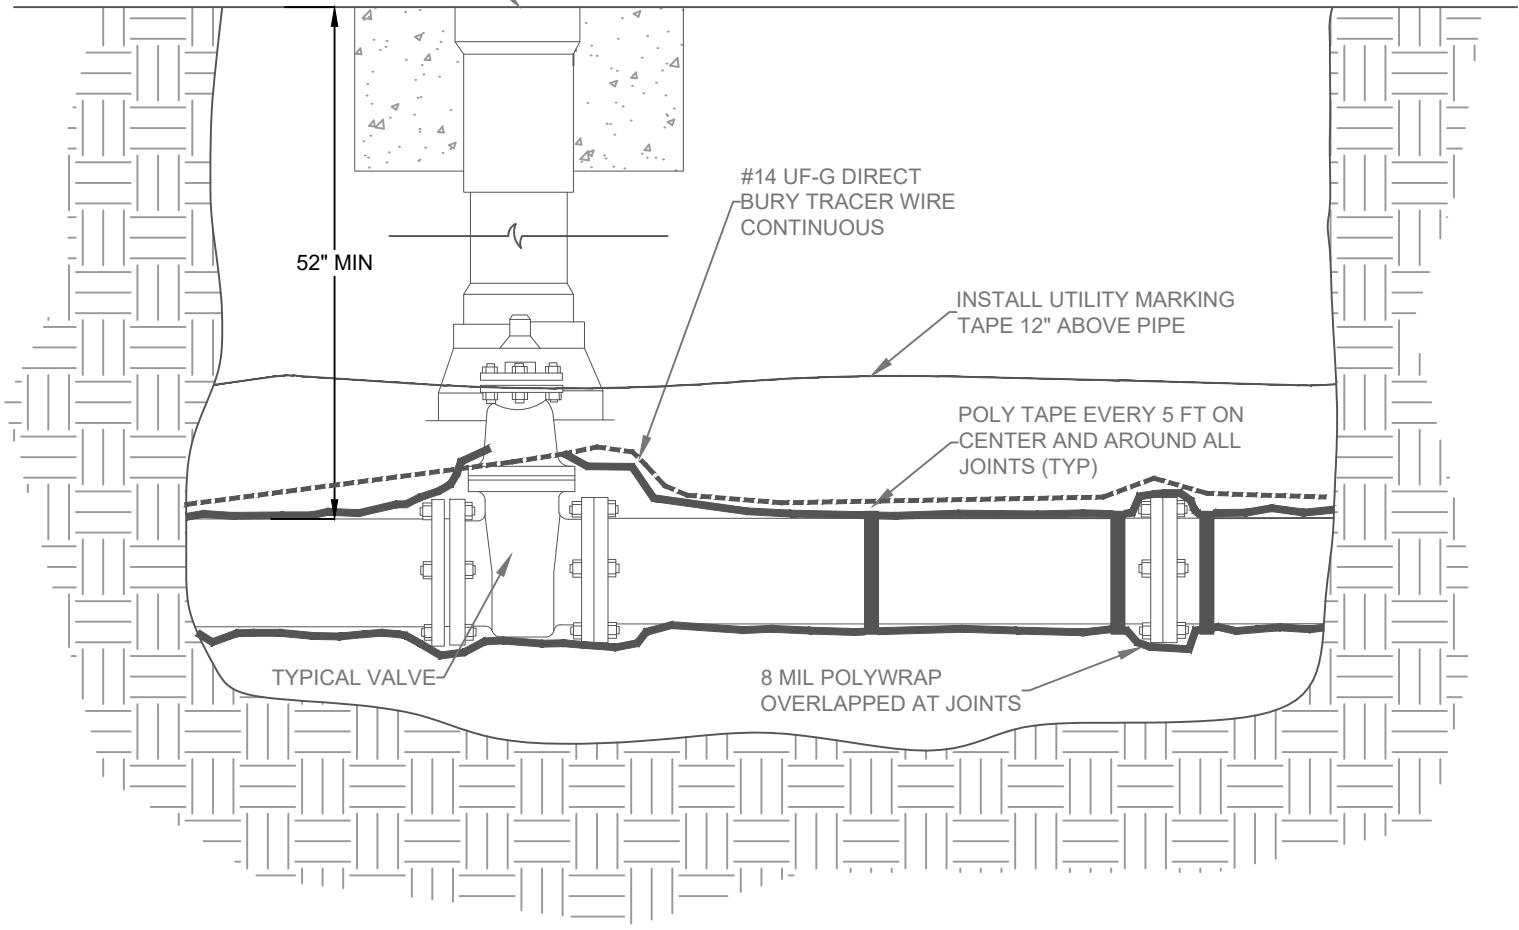 #14 UF-G DIRECT
BURY TRACER WIRE
CONTINUOUS
52" MIN
INSTALL UTILITY MARKING
TAPE 12" ABOVE PIPE
POLY TAPE EVERY 5 FT ON
CENTER AND AROUND ALL
JOINTS (TYP)
TYPICAL VALVE
8 MIL POLYWRAP
OVERLAPPED AT JOINTS